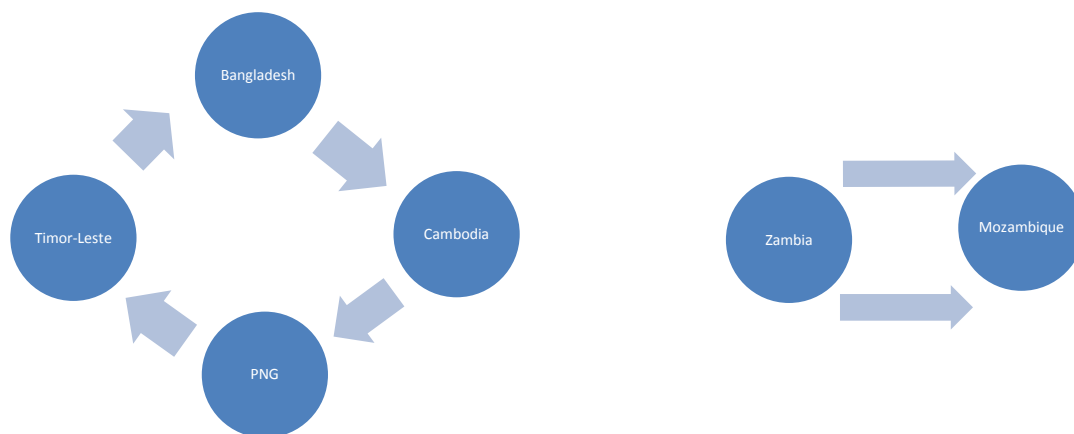 Bangladesh
Timor-Leste
Cambodia
PNG
Zambia
Mozambique